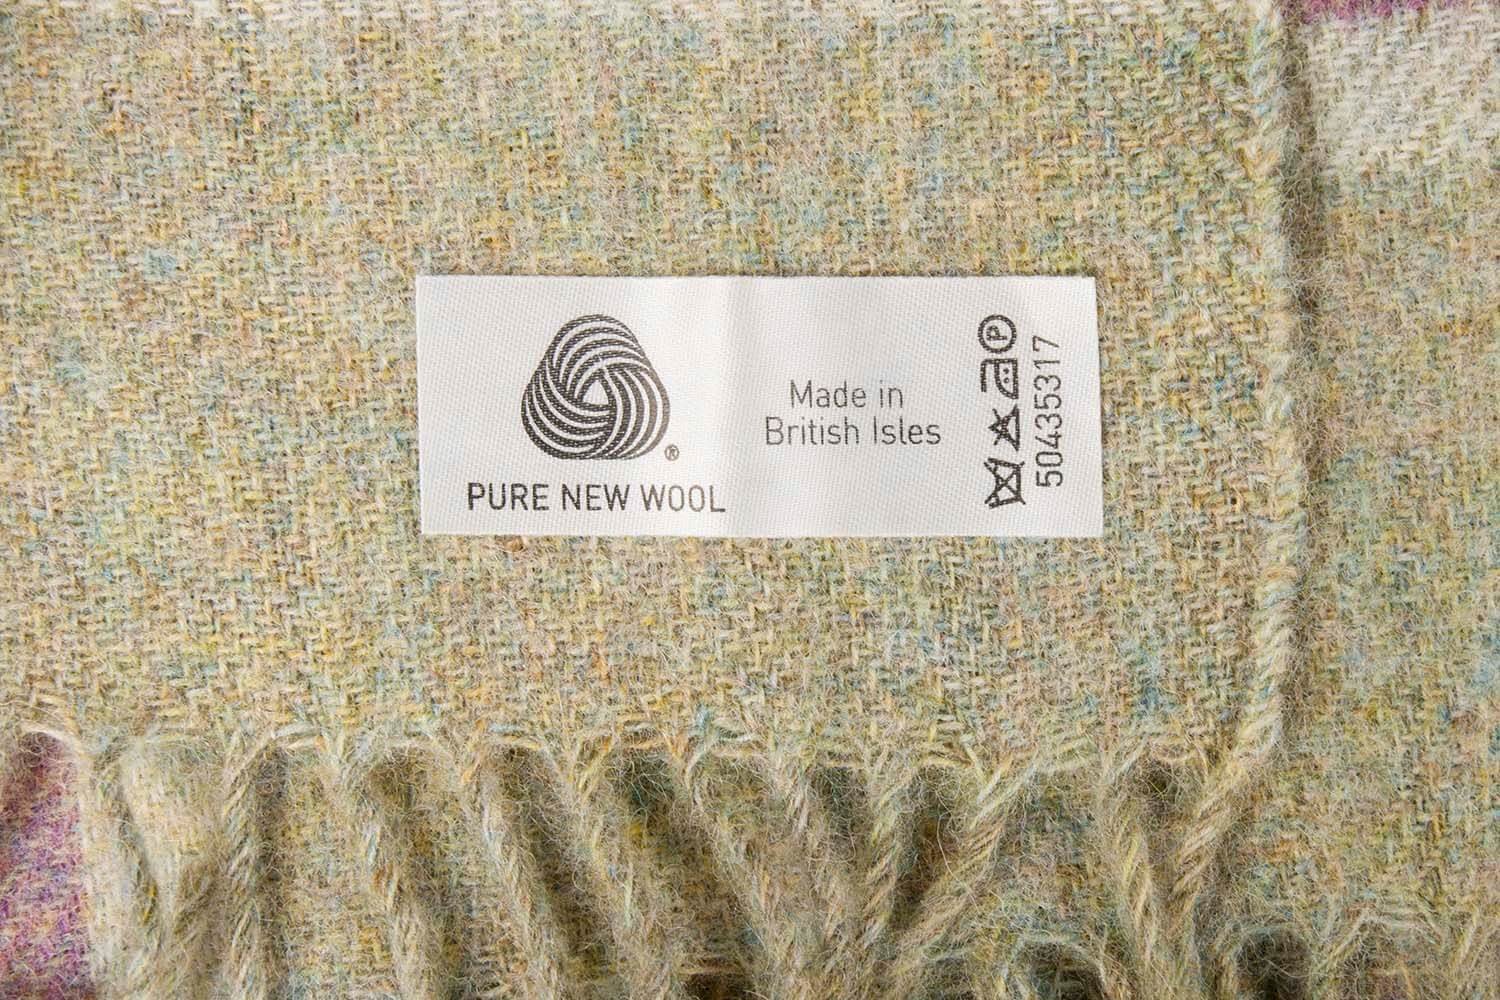 ®
PURE NEW WOOL
Made in
British Isles
P
50435317